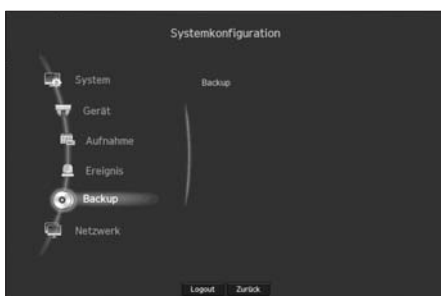 Systemkonfiguration
System
Backup
Gerät
Aufnahme
Ereignis
Backup
Netzwerk
Logout Zurück